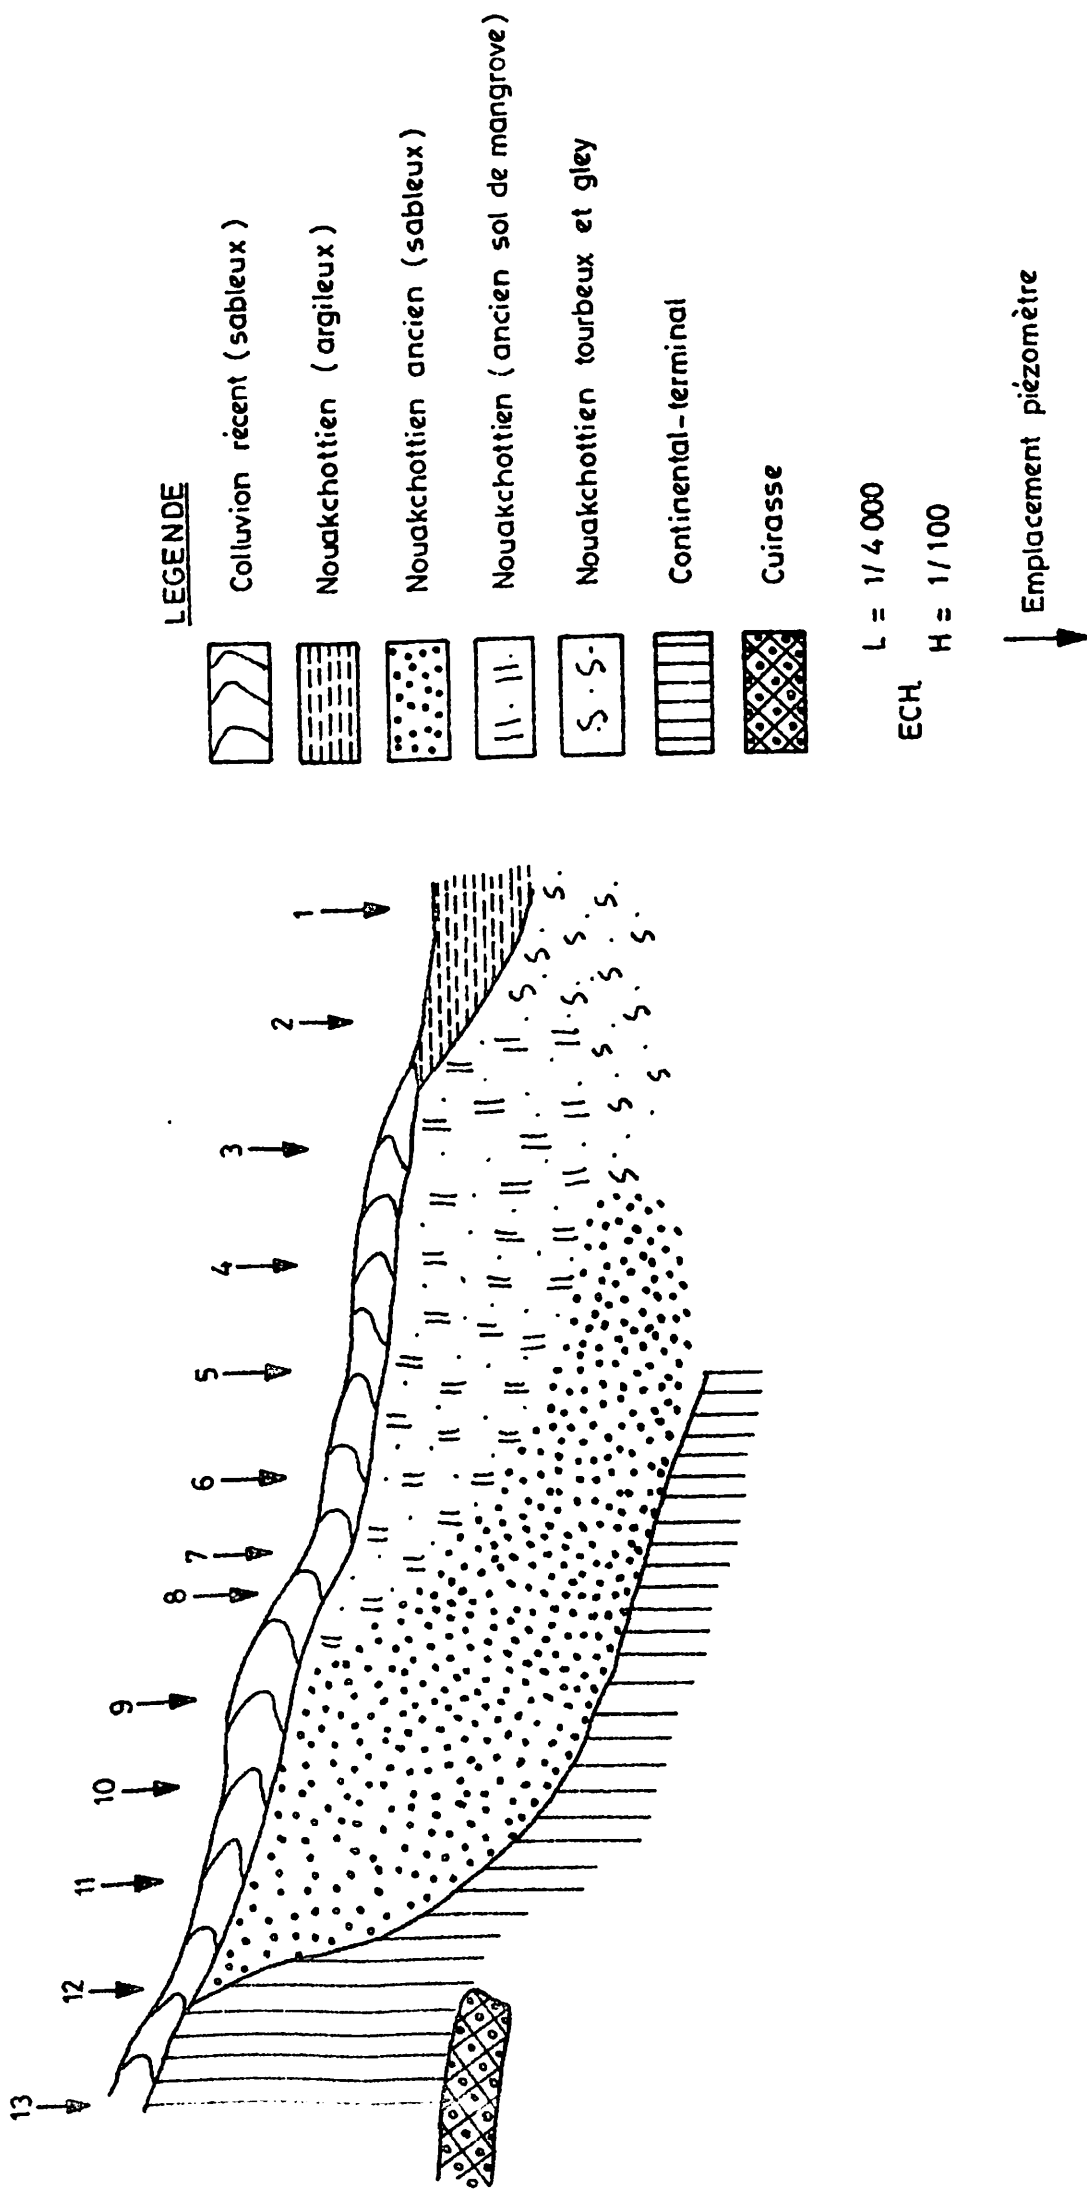 13
12
11
10
9
8
7
6
5
4
3
2
1
LEGENDE
Colluvion récent (sableux)
Nouakchottien (argileux)
Nouakchottien ancien (sableux)
Nouakchottien (ancien sol de mangrove)
Nouakchottien tourbeux et gley
Continental-terminal
Cuirasse
ECH.
L = 1/4 000
H = 1/100
Emplacement piézomètre